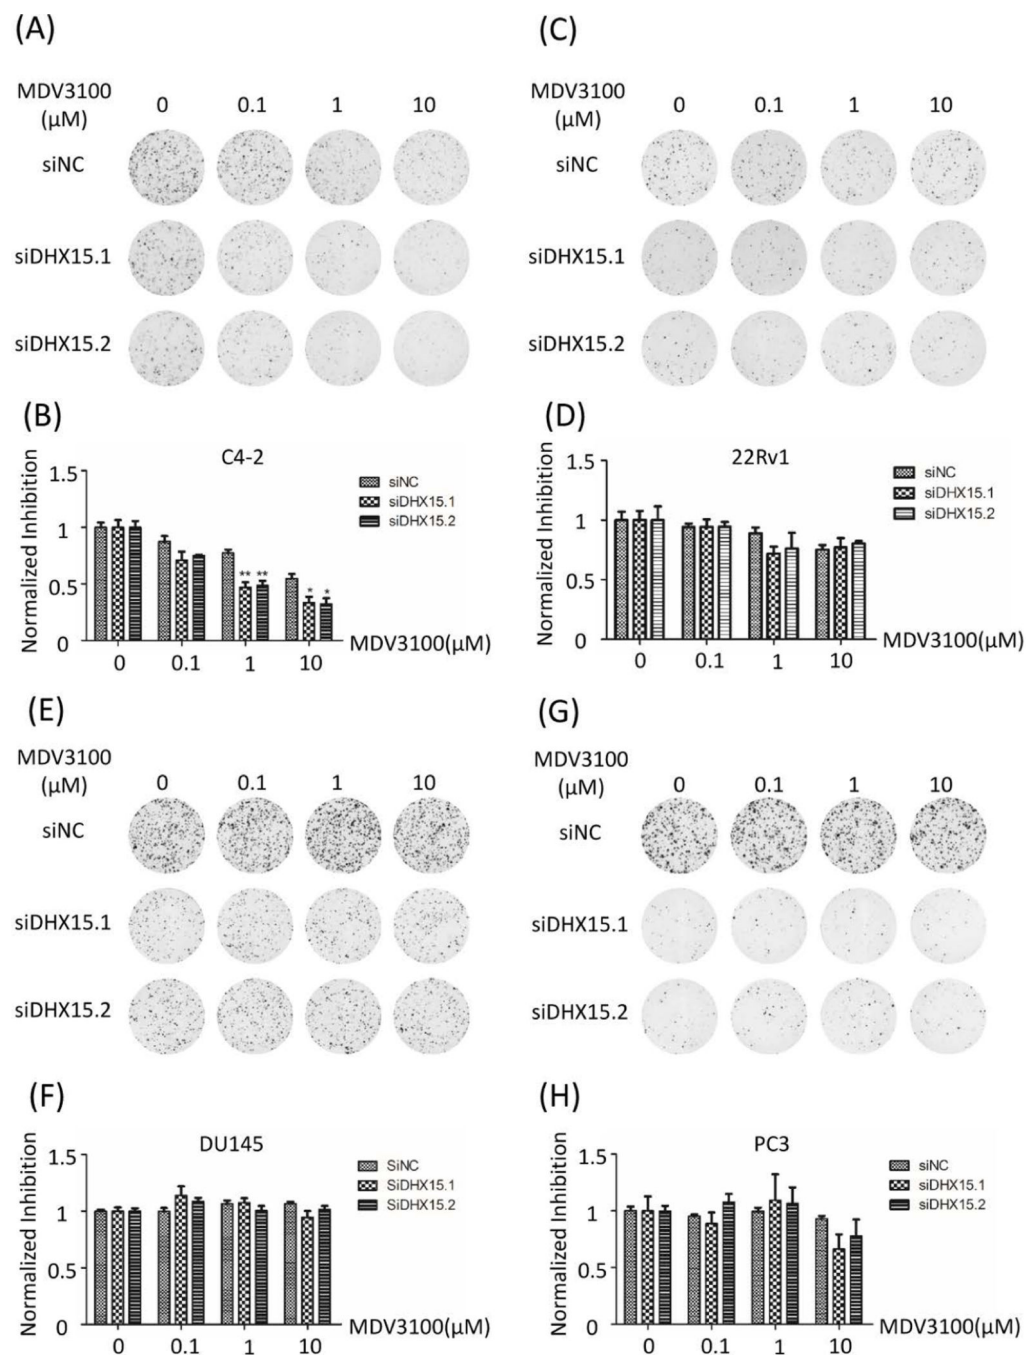 (A)
MDV3100
(μM)
0 0.1 1 10
siNC
siDHX15.1
siDHX15.2
(C)
MDV3100
(μM)
0 0.1 1 10
siNC
siDHX15.1
siDHX15.2
(B)
C4-2
Normalized Inhibition
1.5
1
0.5
0
siNC
siDHX15.1
siDHX15.2
** **
* *
0 0.1 1 10
MDV3100(μM)
(D)
22Rv1
Normalized Inhibition
1.5
1
0.5
0
siNC
siDHX15.1
siDHX15.2
0 0.1 1 10
MDV3100(μM)
(E)
MDV3100
(μM)
0 0.1 1 10
siNC
siDHX15.1
siDHX15.2
(G)
MDV3100
(μM)
0 0.1 1 10
siNC
siDHX15.1
siDHX15.2
(F)
DU145
Normalized Inhibition
1.5
1
0.5
0
SiNC
SiDHX15.1
SiDHX15.2
0 0.1 1 10
MDV3100(μM)
(H)
PC3
Normalized Inhibition
1.5
1
0.5
0
siNC
siDHX15.1
siDHX15.2
0 0.1 1 10
MDV3100(μM)